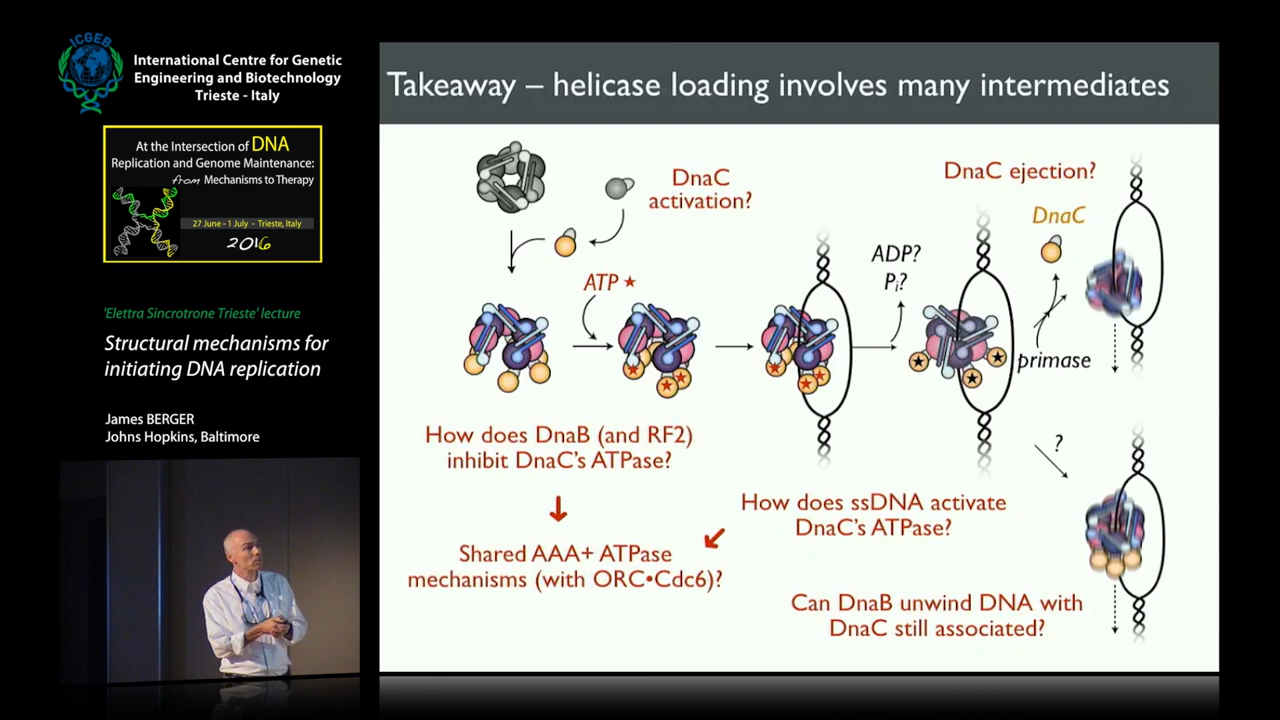 ICGEB
International Centre for Genetic
Engineering and Biotechnology
Trieste - Italy
At the Intersection of DNA
Replication and Genome Maintenance:
from Mechanisms to Therapy
27 June - 1 July - Trieste, Italy
2016
'Elettra Sincrotrone Trieste' lecture
Structural mechanisms for
initiating DNA replication
James BERGER
Johns Hopkins, Baltimore
Takeaway – helicase loading involves many intermediates
DnaC
activation?
ATP
ADP?
Pi?
DnaC ejection?
DnaC
primase
?
How does DnaB (and RF2)
inhibit DnaC's ATPase?
Shared AAA+ ATPase
mechanisms (with ORC•Cdc6)?
How does ssDNA activate
DnaC's ATPase?
Can DnaB unwind DNA with
DnaC still associated?